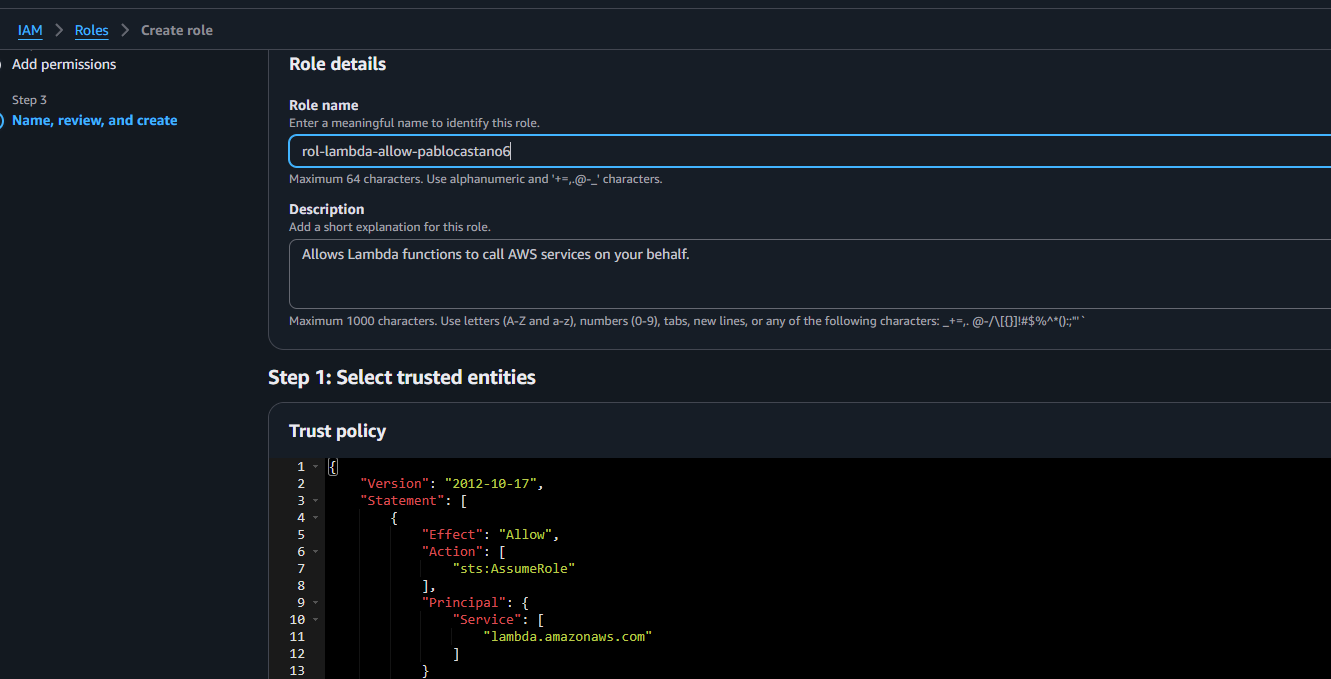 IAM > Roles > Create role
Add permissions
Step 3
Name, review, and create
Role details
Role name
Enter a meaningful name to identify this role.
rol-lambda-allow-pablocastano6
Maximum 64 characters. Use alphanumeric and '+=,.@-_' characters.
Description
Add a short explanation for this role.
Allows Lambda functions to call AWS services on your behalf.
Maximum 1000 characters. Use letters (A-Z and a-z), numbers (0-9), tabs, new lines, or any of the following characters: _+=,. @-/\[{}]!#$%^*();:"'`
Step 1: Select trusted entities
Trust policy
1 {
2 "Version": "2012-10-17",
3 "Statement": [
4 {
5 "Effect": "Allow",
6 "Action": [
7 "sts:AssumeRole"
8 ],
9 "Principal": {
10 "Service": [
11 "lambda.amazonaws.com"
12 ]
13 }